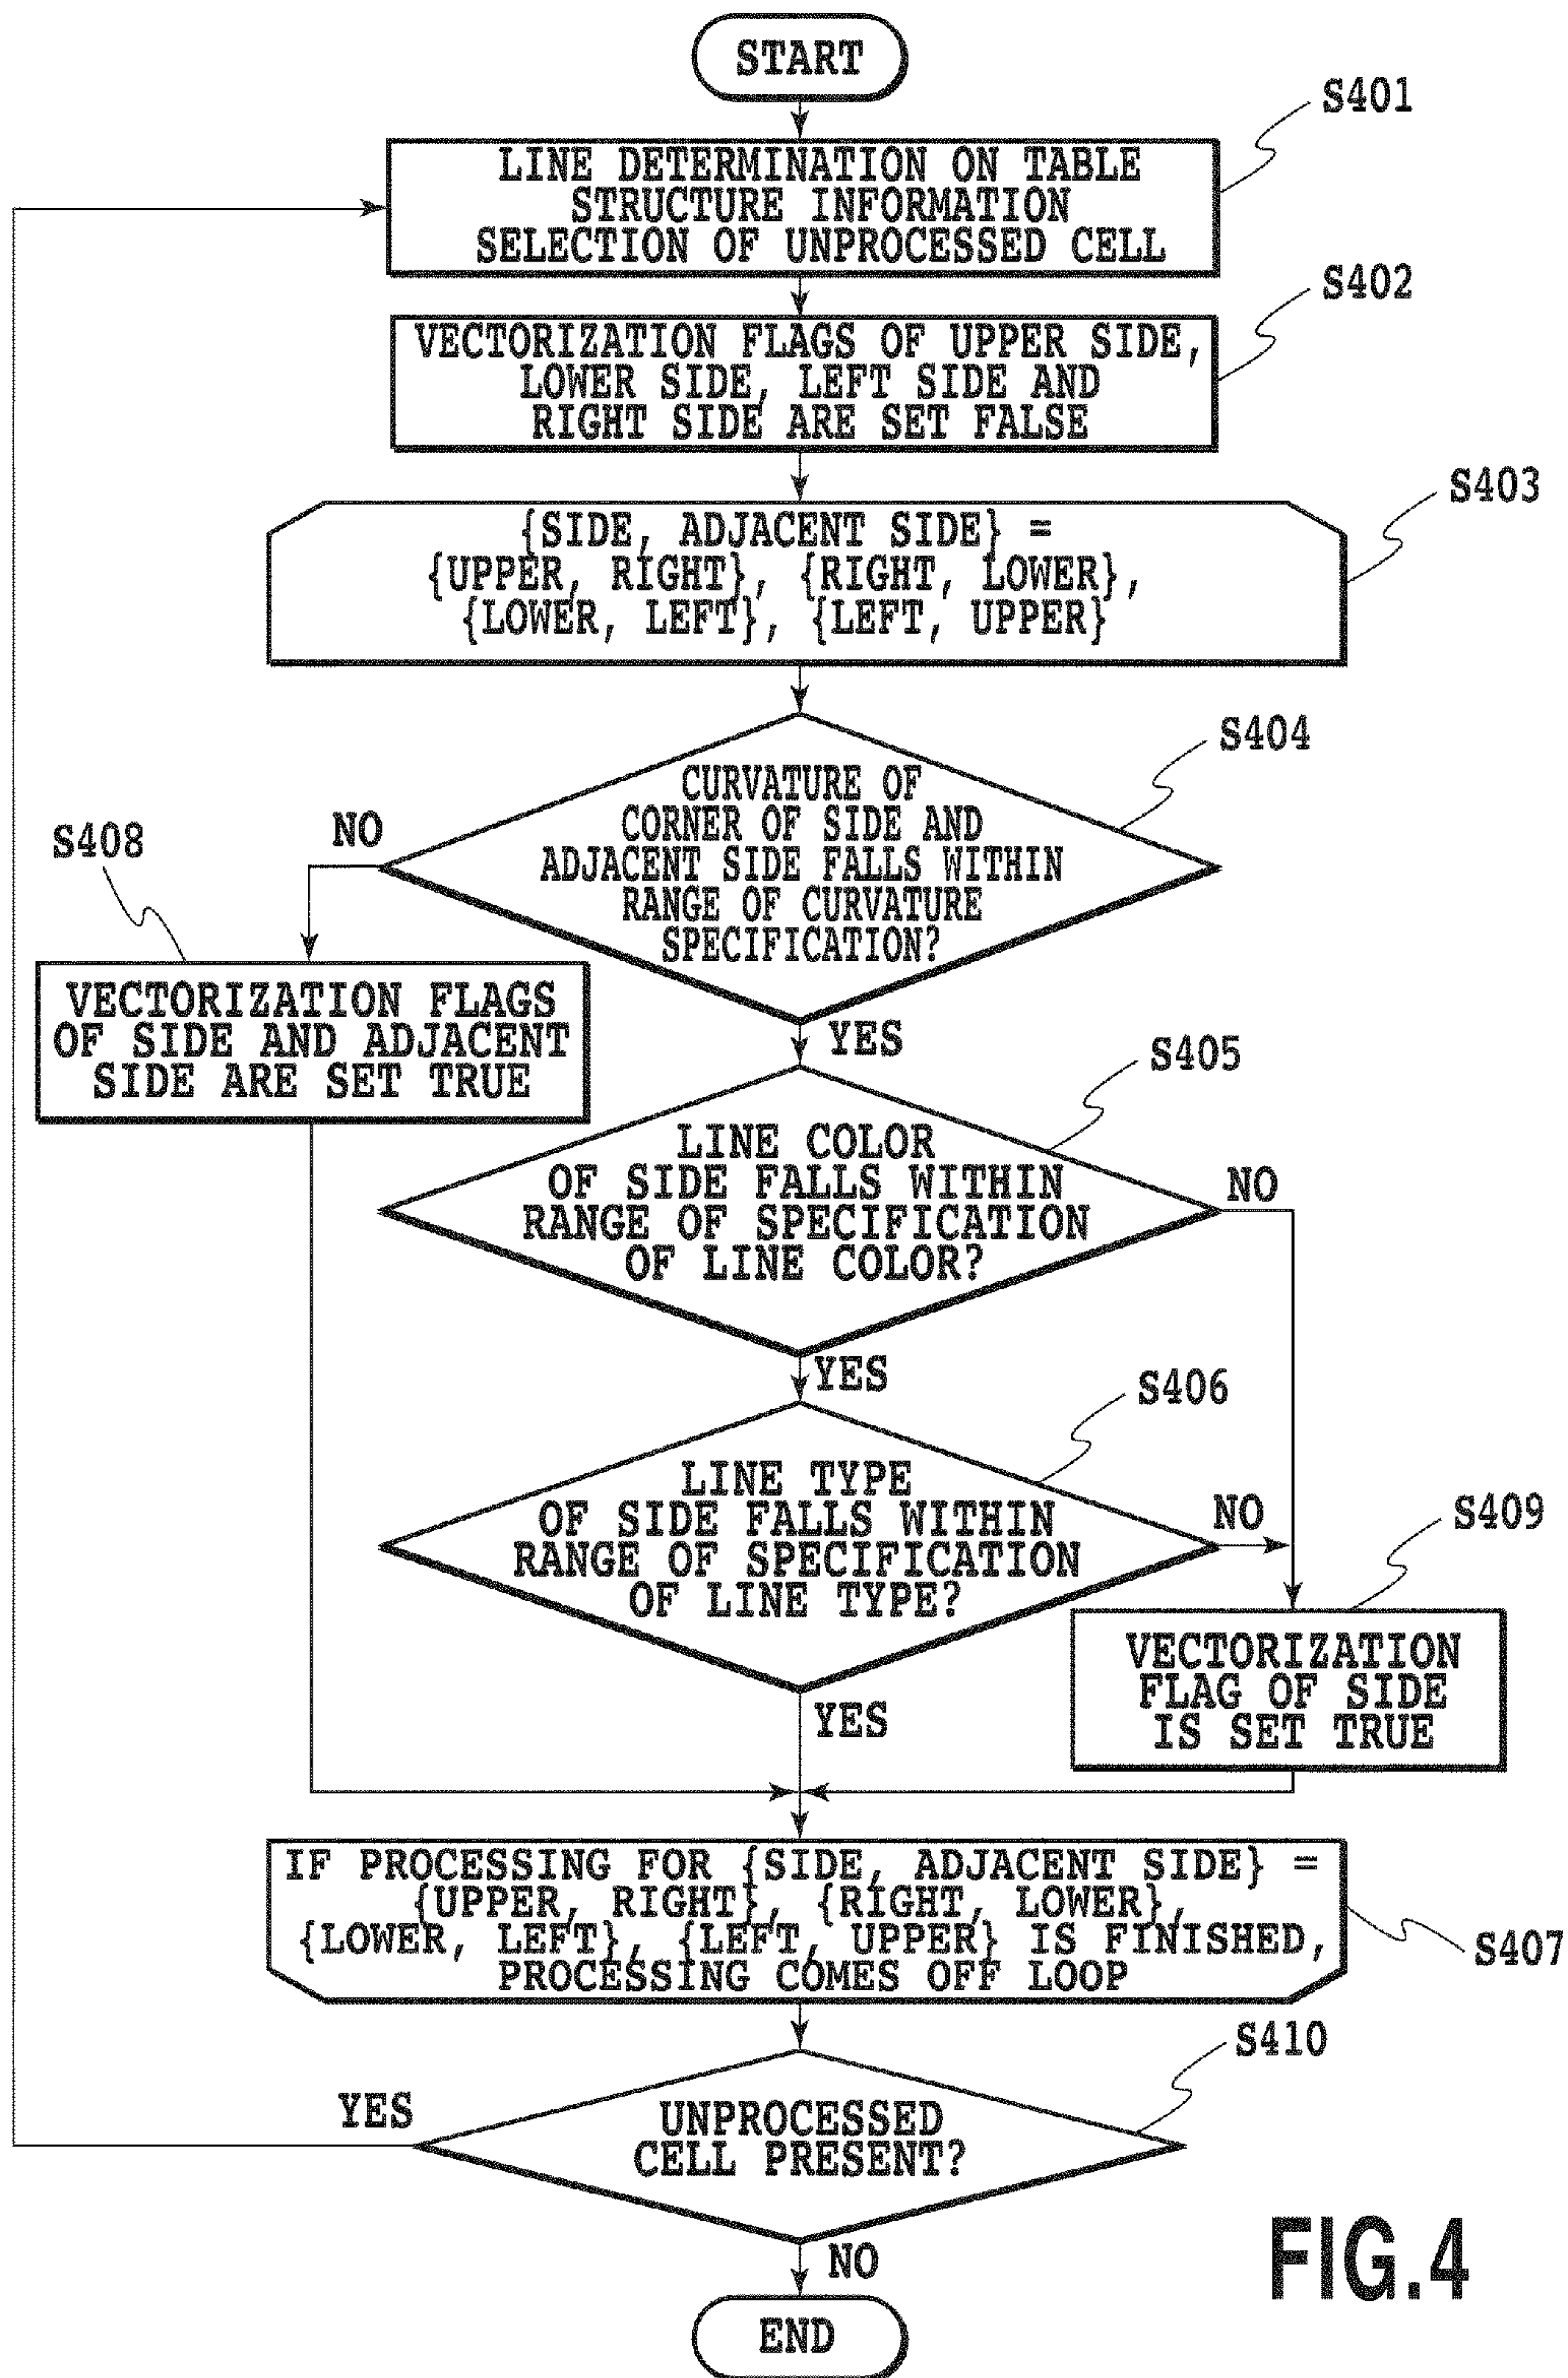 START
S401
LINE DETERMINATION ON TABLE
STRUCTURE INFORMATION
SELECTION OF UNPROCESSED CELL
S402
VECTORIZATION FLAGS OF UPPER SIDE,
LOWER SIDE, LEFT SIDE AND
RIGHT SIDE ARE SET FALSE
S403
{SIDE, ADJACENT SIDE} =
{UPPER, RIGHT}, {RIGHT, LOWER},
{LOWER, LEFT}, {LEFT, UPPER}
S404
CURVATURE OF
CORNER OF SIDE AND
ADJACENT SIDE FALLS WITHIN
RANGE OF CURVATURE
SPECIFICATION?
NO
S408
VECTORIZATION FLAGS
OF SIDE AND ADJACENT
SIDE ARE SET TRUE
YES
S405
LINE COLOR
OF SIDE FALLS WITHIN
RANGE OF SPECIFICATION
OF LINE COLOR?
NO
YES
S406
LINE TYPE
OF SIDE FALLS WITHIN
RANGE OF SPECIFICATION
OF LINE TYPE?
NO
S409
VECTORIZATION
FLAG OF SIDE
IS SET TRUE
YES
IF PROCESSING FOR {SIDE, ADJACENT SIDE} =
{UPPER, RIGHT}, {RIGHT, LOWER},
{LOWER, LEFT}, {LEFT, UPPER} IS FINISHED,
PROCESSING COMES OFF LOOP
S407
S410
YES
UNPROCESSED
CELL PRESENT?
NO
END
FIG.4